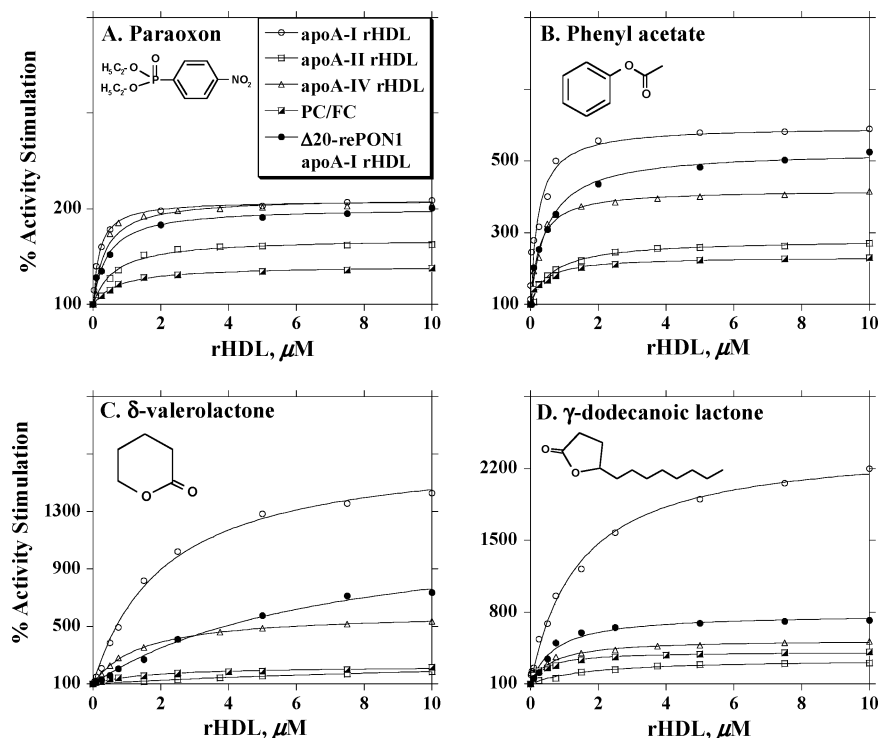 A. Paraoxon
H₅C₂-O
O
P
O
H₅C₂-O
NO₂
apoA-I rHDL
apoA-II rHDL
apoA-IV rHDL
PC/FC
Δ20-rePON1
apoA-I rHDL
% Activity Stimulation
200
100
0 2 4 6 8 10
rHDL, μM
B. Phenyl acetate
O
O
500
300
100
0 2 4 6 8 10
rHDL, μM
C. δ-valerolactone
O
O
% Activity Stimulation
1300
900
500
100
0 2 4 6 8 10
rHDL, μM
D. γ-dodecanoic lactone
O
O
2200
1500
800
100
0 2 4 6 8 10
rHDL, μM